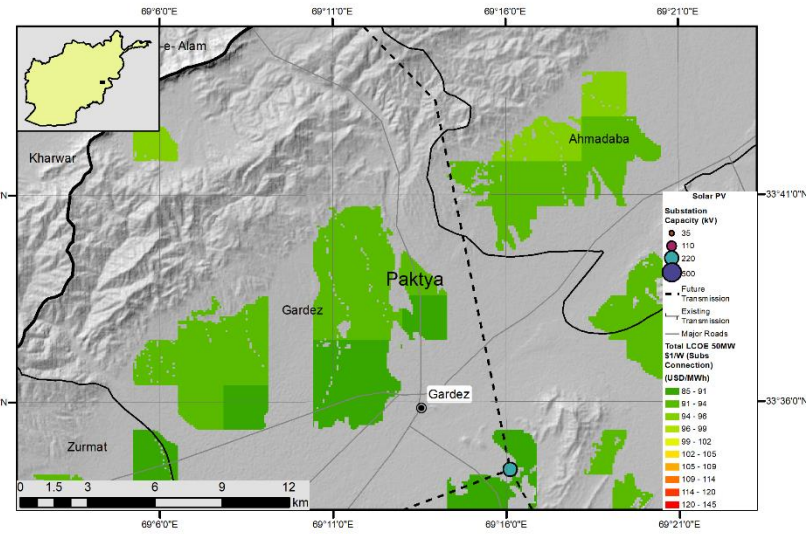 69°6'0"E 69°11'0"E 69°16'0"E 69°21'0"E
e- Alam
Kharwar
Ahmadaba
33°41'0"N
Paktya
Gardez
Gardez
33°36'0"N
Zurmat
0 1.5 3 6 9 12
km
Solar PV
Substation
Capacity (kV)
35
110
220
500
Future
Transmission
Existing
Transmission
Major Roads
Total LCOE 50MW
$1/W (Subs
Connection)
(USD/MWh)
85 - 91
91 - 94
94 - 96
96 - 99
99 - 102
102 - 105
105 - 109
109 - 114
114 - 120
120 - 145
69°6'0"E 69°11'0"E 69°16'0"E 69°21'0"E